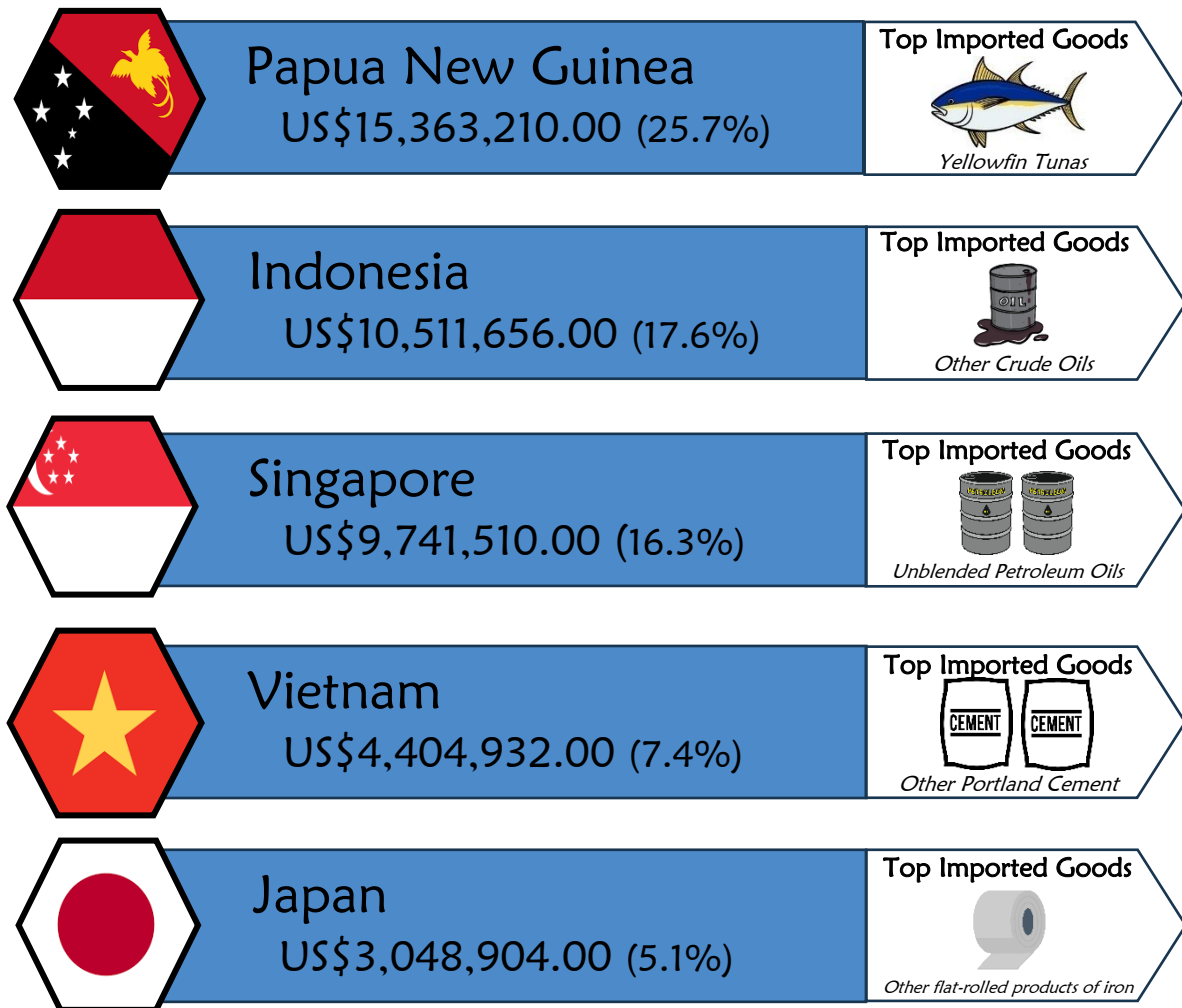 Papua New Guinea
US$15,363,210.00 (25.7%)
Top Imported Goods
Yellowfin Tunas
Indonesia
US$10,511,656.00 (17.6%)
Top Imported Goods
OIL
Other Crude Oils
Singapore
US$9,741,510.00 (16.3%)
Top Imported Goods
Unblended Petroleum Oils
Vietnam
US$4,404,932.00 (7.4%)
Top Imported Goods
CEMENT CEMENT
Other Portland Cement
Japan
US$3,048,904.00 (5.1%)
Top Imported Goods
Other flat-rolled products of iron